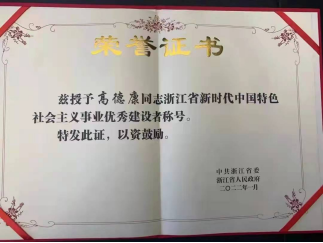 荣誉证书
兹授予高德康同志浙江省新时代中国特色
社会主义事业优秀建设者称号。
特发此证，以资鼓励。
中共浙江省委
浙江省人民政府
二〇二二年一月